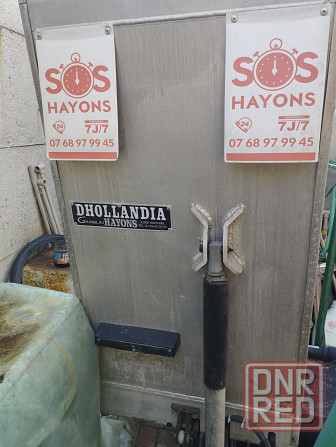 SOS
HAYONS
24
7J/7
07 68 97 99 45
SOS
HAYONS
24
7J/7
07 68 97 99 45
DHOLLANDIA
HAYONS
DNR
RED